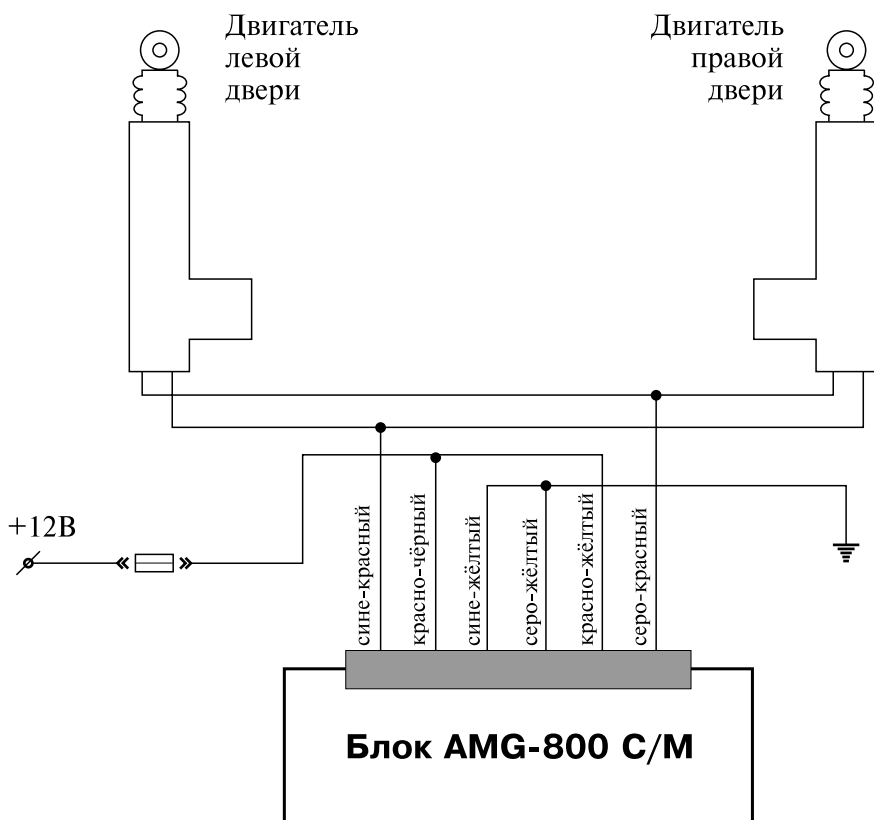 Двигатель
левой
двери
Двигатель
правой
двери
+12В
сине-красный
красно-чёрный
сине-жёлтый
серо-жёлтый
красно-жёлтый
серо-красный
Блок AMG-800 С/М